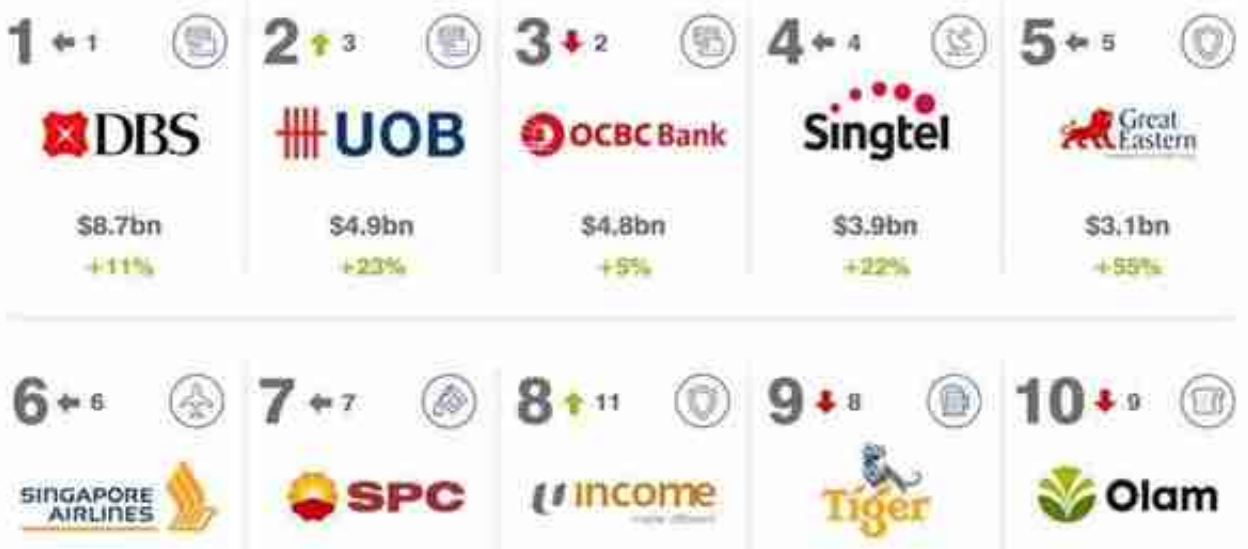 1 1
2 3
3 2
4 4
5 5
DBS
UOB
OCBC Bank
Singtel
Great
Eastern
$8.7bn
$4.9bn
$4.8bn
$3.9bn
$3.1bn
+11%
+23%
+5%
+22%
+55%
6 6
7 7
8 11
9 8
10 9
SINGAPORE
AIRLINES
SPC
income
Tiger
Olam